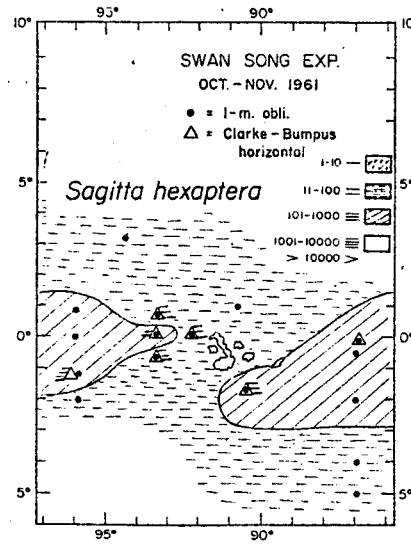 95° 90°
10° 10°
SWAN SONG EXP.
OCT. - NOV. 1961
• = 1-m. obli.
△ = Clarke - Bumpus
horizontal
1-10
11-100
101-1000
1001-10000
> 10000
5° 5°
Sagitta hexaptera
0° 0°
5° 5°
95° 90°